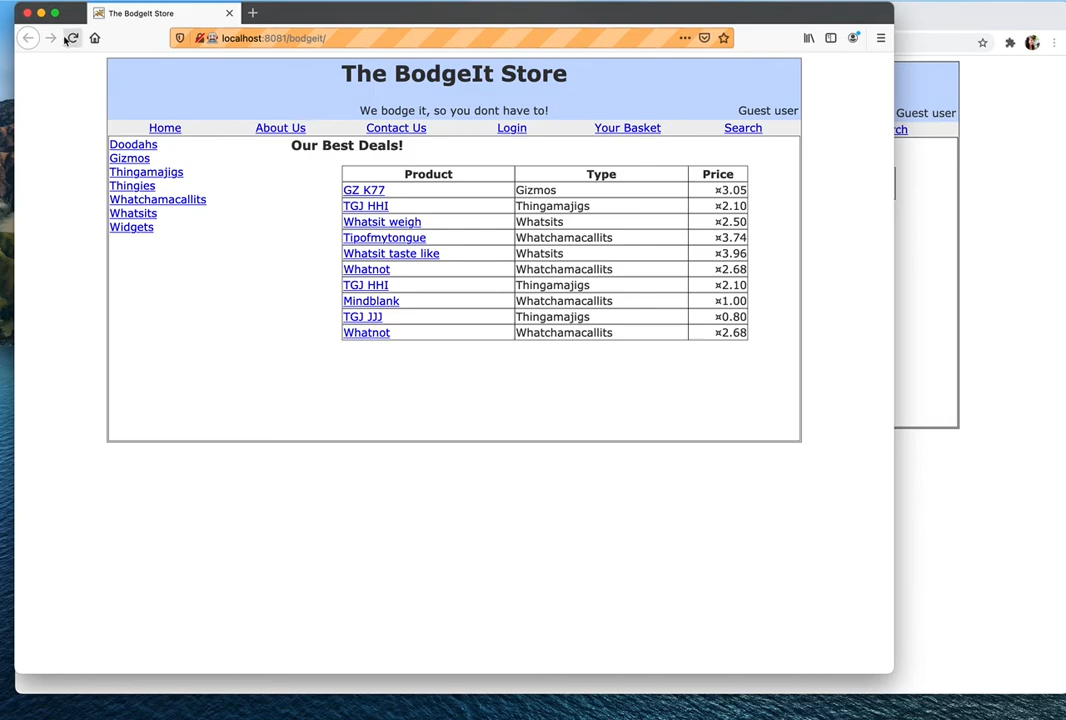 The BodgeIt Store
localhost:8081/bodgeit/
The BodgeIt Store
We bodge it, so you dont have to!
Guest user
Guest user
Home
About Us
Contact Us
Login
Your Basket
Search
rch
Doodahs
Gizmos
Thingamajigs
Thingies
Whatchamacallits
Whatsits
Widgets
Our Best Deals!
Product Type Price
GZ K77 Gizmos ¤3.05
TGJ HHI Thingamajigs ¤2.10
Whatsit weigh Whatsits ¤2.50
Tipofmytongue Whatchamacallits ¤3.74
Whatsit taste like Whatsits ¤3.96
Whatnot Whatchamacallits ¤2.68
TGJ HHI Thingamajigs ¤2.10
Mindblank Whatchamacallits ¤1.00
TGJ JJJ Thingamajigs ¤0.80
Whatnot Whatchamacallits ¤2.68